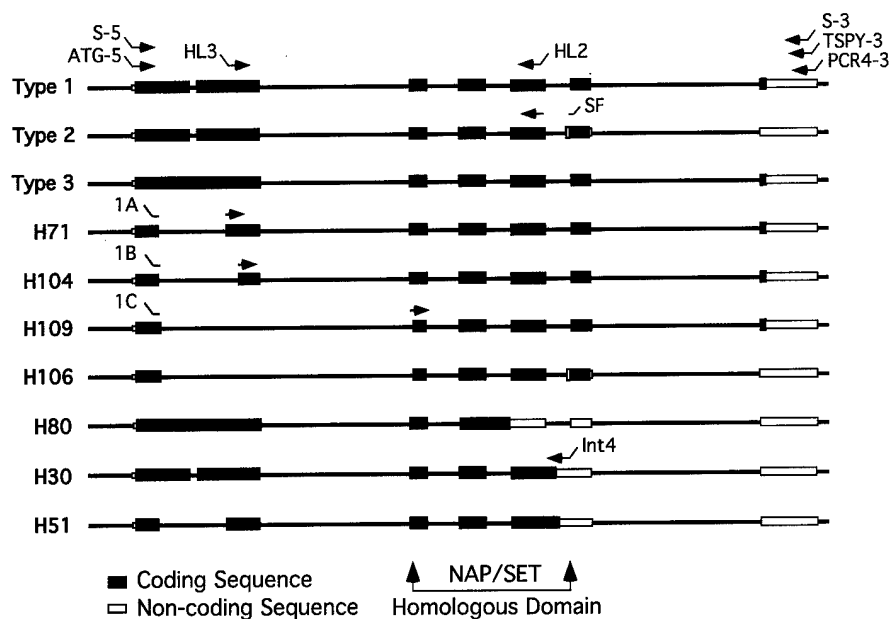 S-5
ATG-5
HL3
HL2
S-3
TSPY-3
PCR4-3
Type 1
SF
Type 2
Type 3
1A
H71
1B
H104
1C
H109
H106
H80
Int4
H30
H51
Coding Sequence
Non-coding Sequence
NAP/SET
Homologous Domain